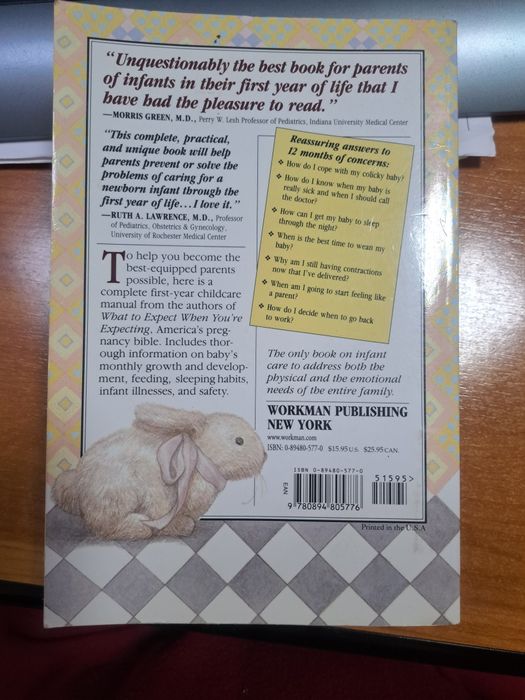 “Unquestionably the best book for parents
of infants in their first year of life that I
have had the pleasure to read.”
—MORRIS GREEN, M.D., Perry W. Lesh Professor of Pediatrics, Indiana University Medical Center
“This complete, practical,
and unique book will help
parents prevent or solve the
problems of caring for a
newborn infant through the
first year of life...I love it.”
—RUTH A. LAWRENCE, M.D., Professor
of Pediatrics, Obstetrics & Gynecology,
University of Rochester Medical Center
To help you become the
best-equipped parents
possible, here is a
complete first-year childcare
manual from the authors of
What to Expect When You're
Expecting, America's preg-
nancy bible. Includes thor-
ough information on baby's
monthly growth and develop-
ment, feeding, sleeping habits,
infant illnesses, and safety.
Reassuring answers to
12 months of concerns:
❖ How do I cope with my colicky baby?
❖ How do I know when my baby is
really sick and when I should call
the doctor?
❖ How can I get my baby to sleep
through the night?
❖ When is the best time to wean my
baby?
❖ Why am I still having contractions
now that I've delivered?
❖ When am I going to start feeling like
a parent?
❖ How do I decide when to go back
to work?
The only book on infant
care to address both the
physical and the emotional
needs of the entire family.
WORKMAN PUBLISHING
NEW YORK
www.workman.com
ISBN: 0-89480-577-0 $15.95 U.S. $25.95 CAN.
ISBN 0-89480-577-0
51595>
EAN
9 780894 805776
Printed in the U.S.A